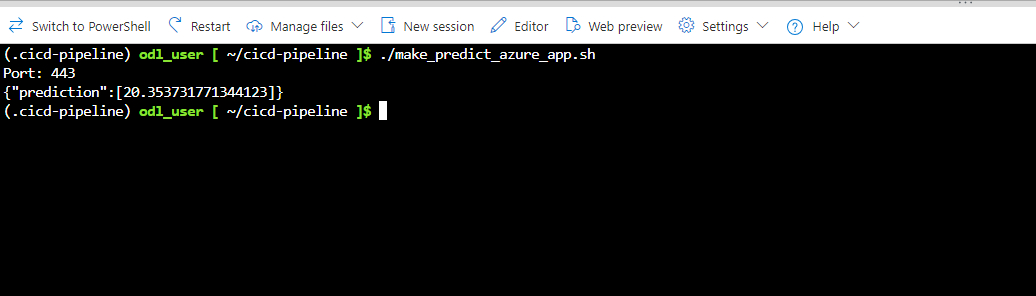 Switch to PowerShell Restart Manage files New session Editor Web preview Settings Help
(.cicd-pipeline) odl_user [ ~/cicd-pipeline ]$ ./make_predict_azure_app.sh
Port: 443
{"prediction":[20.353731771344123]}
(.cicd-pipeline) odl_user [ ~/cicd-pipeline ]$